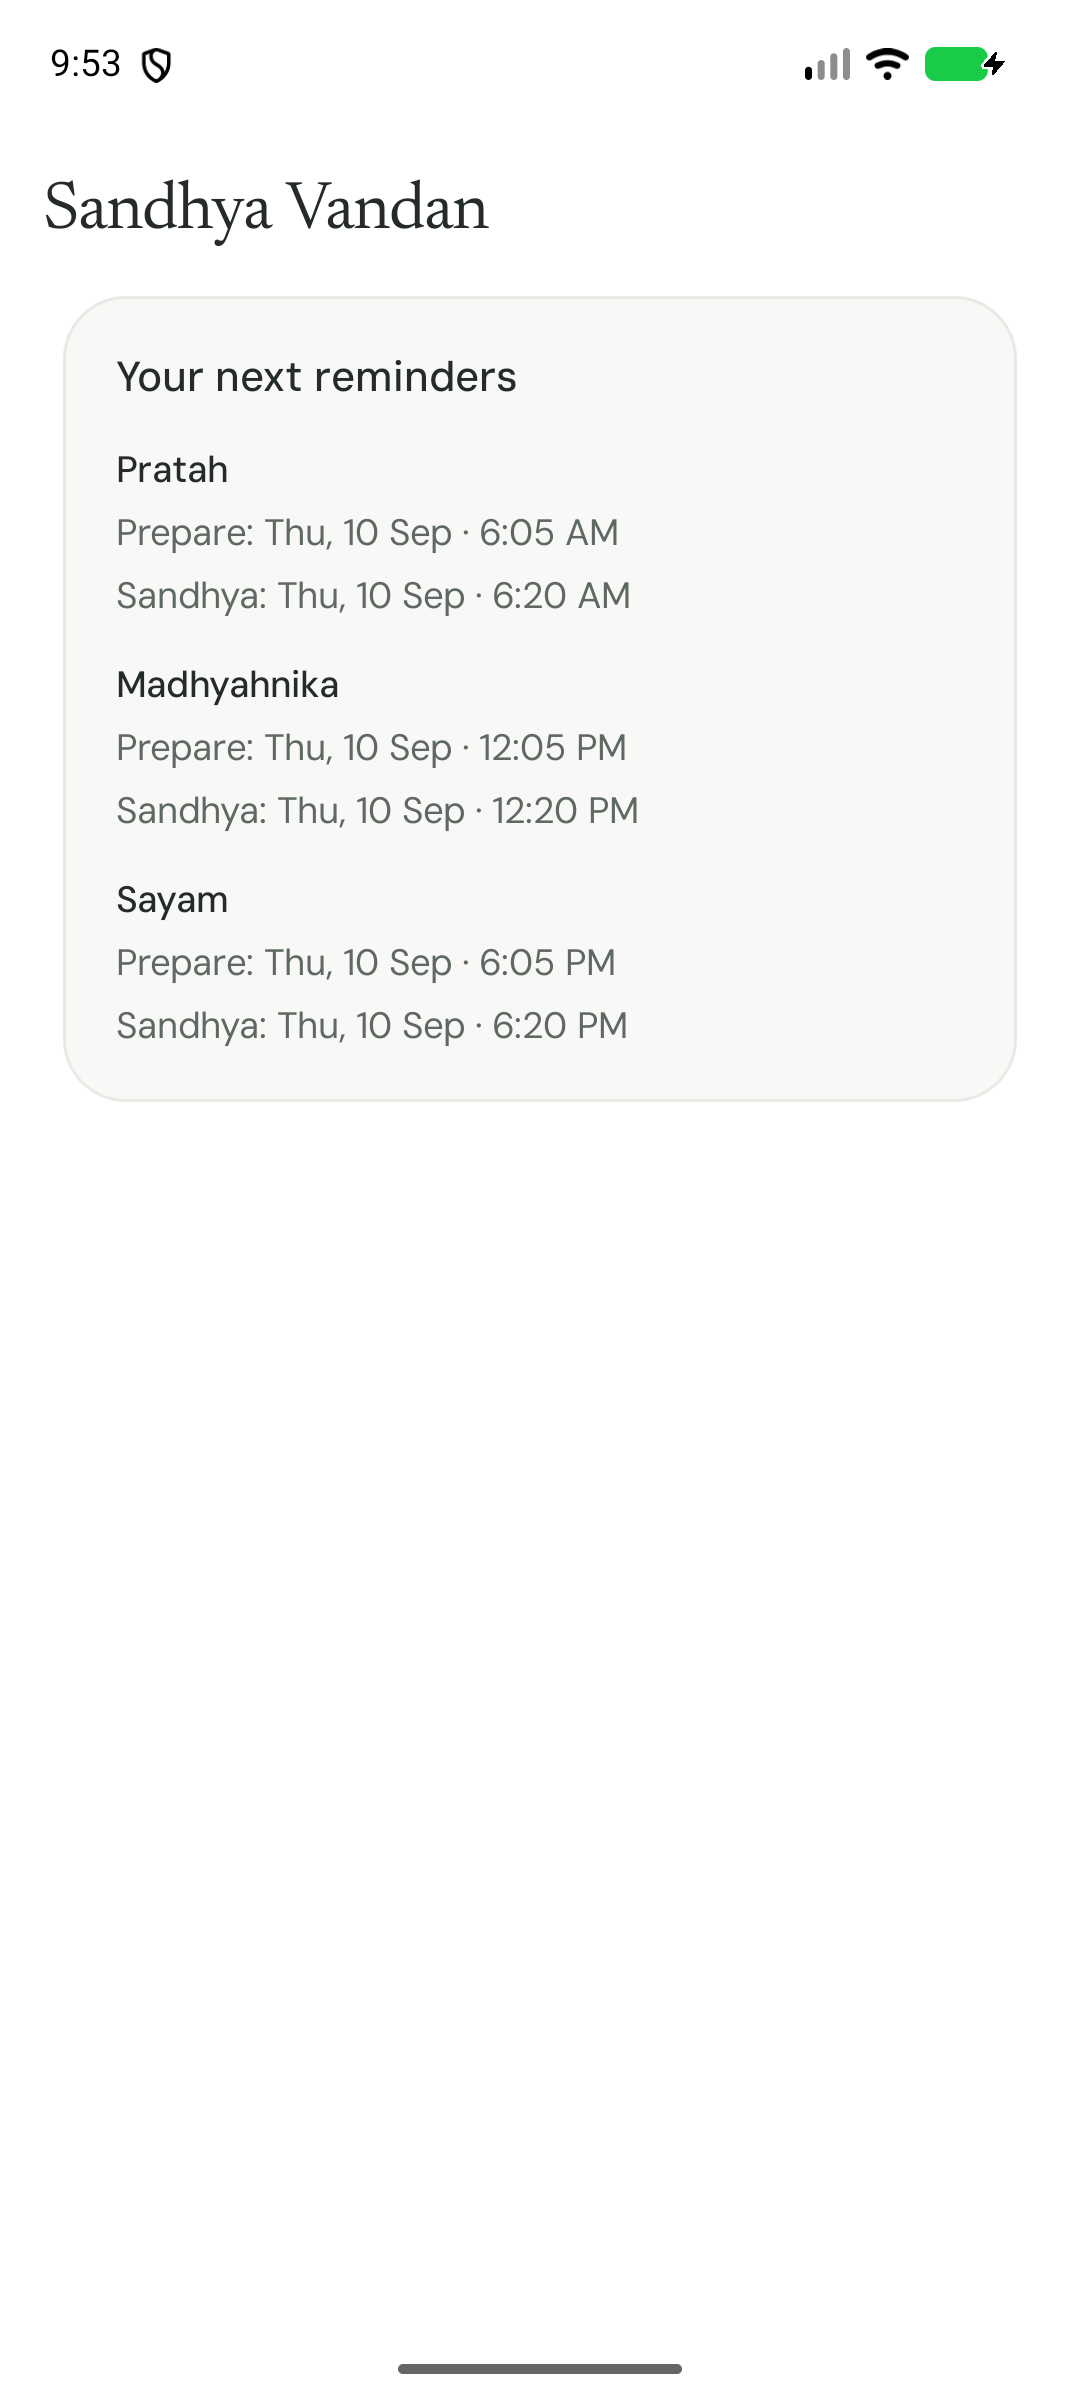 9:53
Sandhya Vandan
Your next reminders
Pratah
Prepare: Thu, 10 Sep · 6:05 AM
Sandhya: Thu, 10 Sep · 6:20 AM
Madhyahnika
Prepare: Thu, 10 Sep · 12:05 PM
Sandhya: Thu, 10 Sep · 12:20 PM
Sayam
Prepare: Thu, 10 Sep · 6:05 PM
Sandhya: Thu, 10 Sep · 6:20 PM